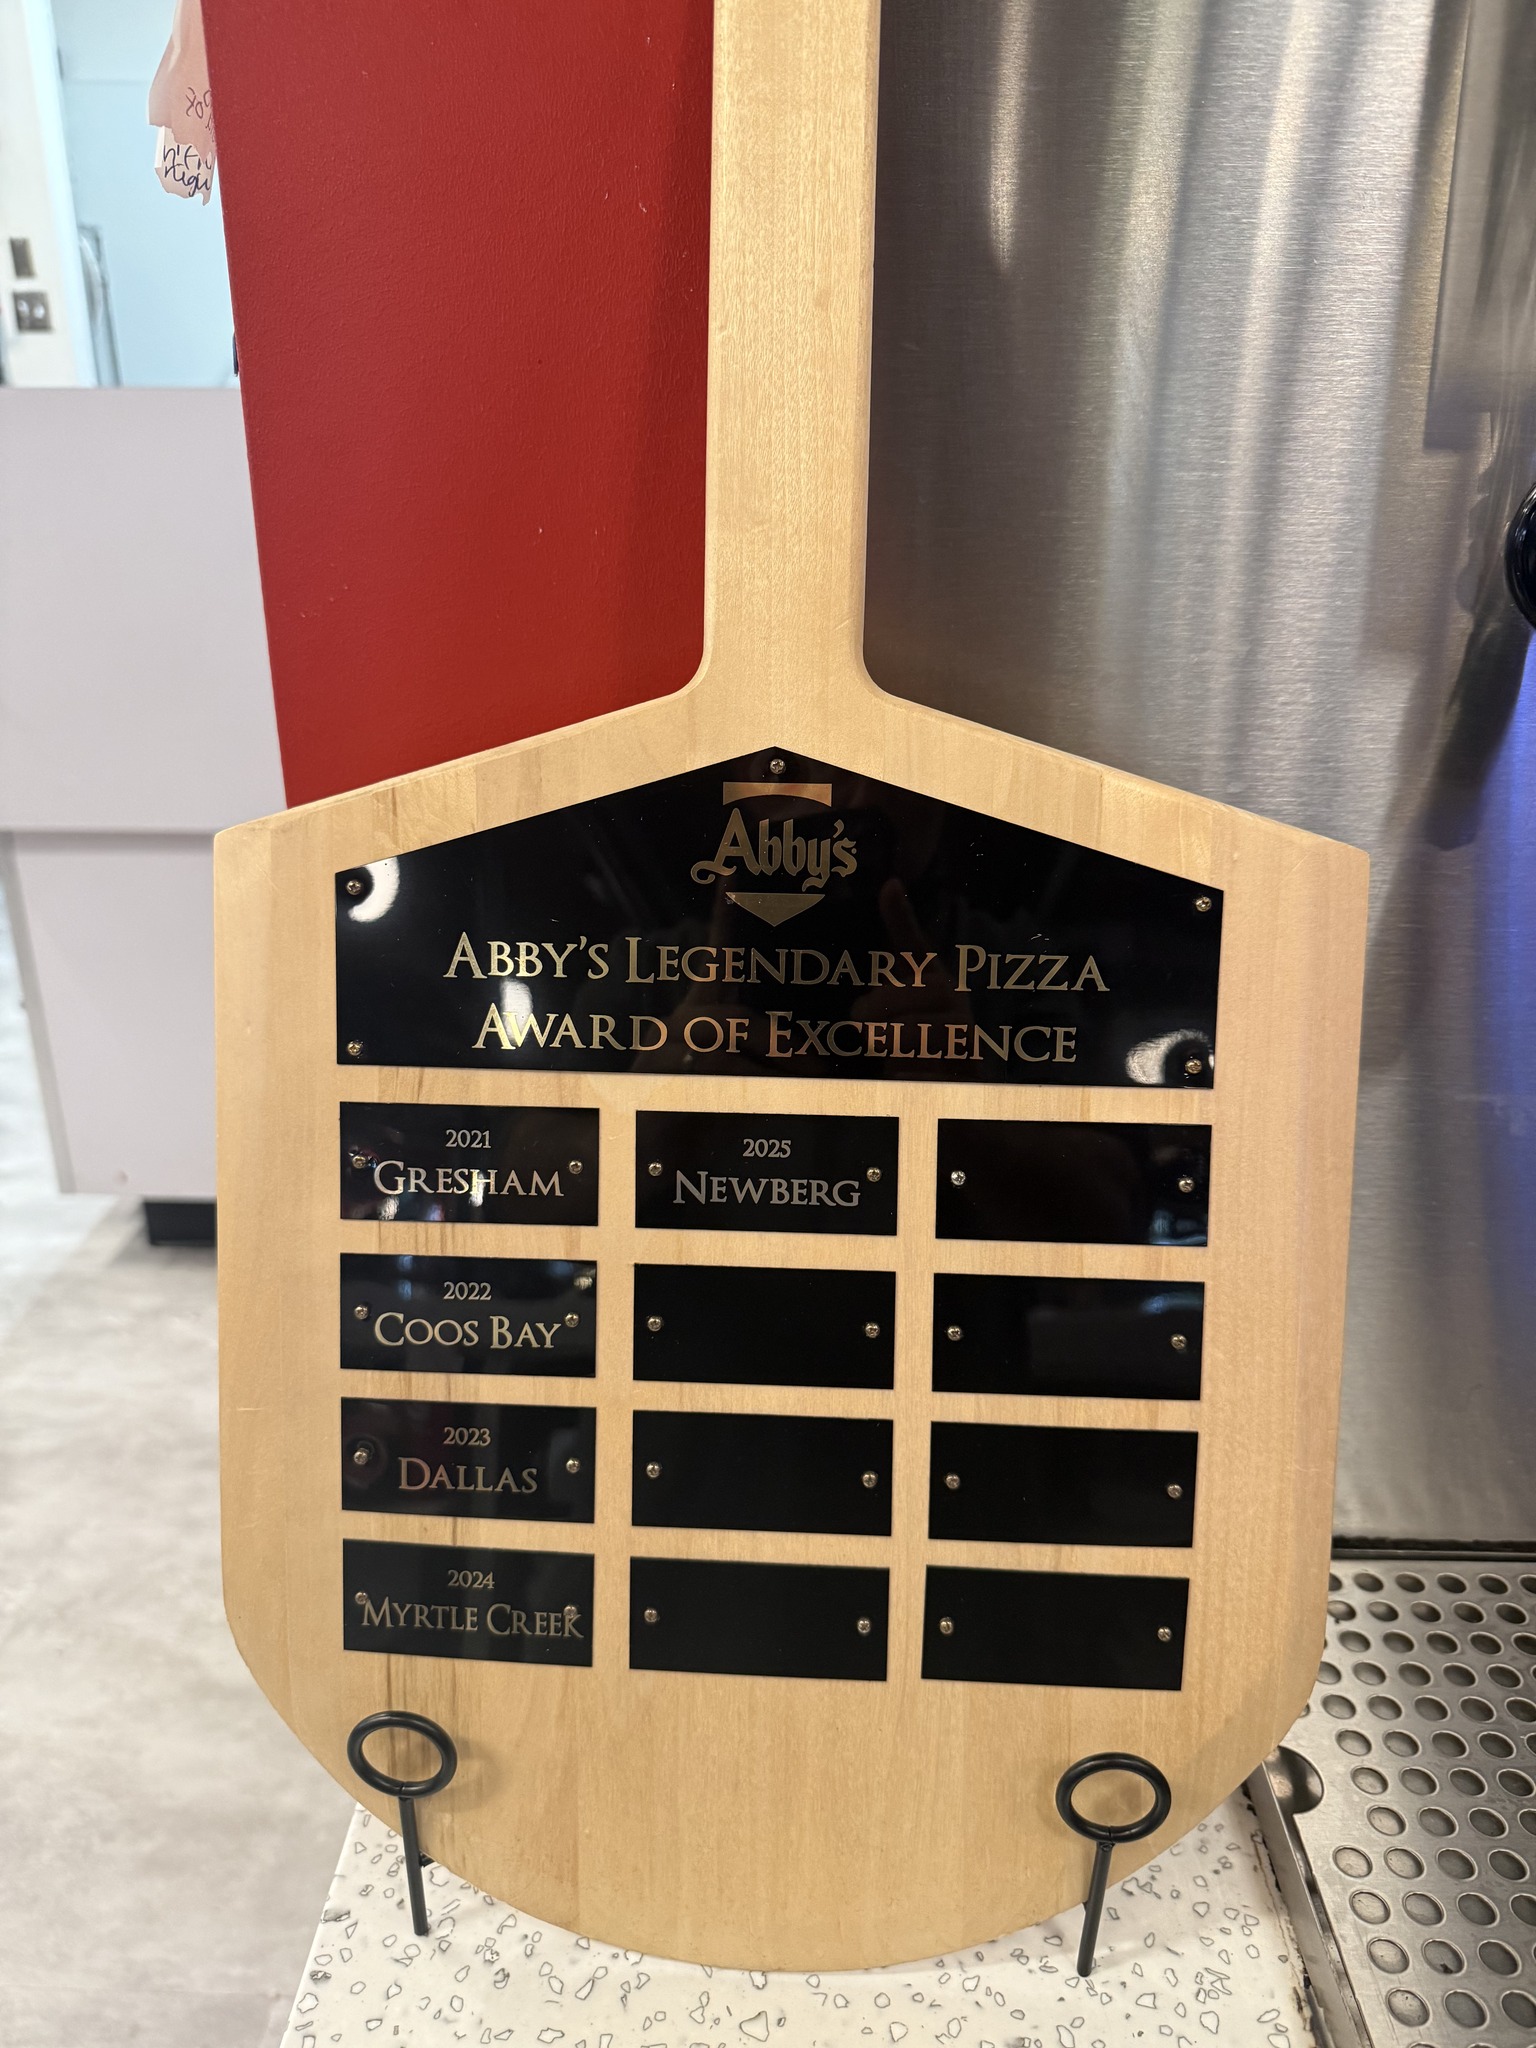 Abby's
ABBY'S LEGENDARY PIZZA
AWARD OF EXCELLENCE
2021
GRESHAM
2022
COOS BAY
2023
DALLAS
2024
MYRTLE CREEK
2025
NEWBERG